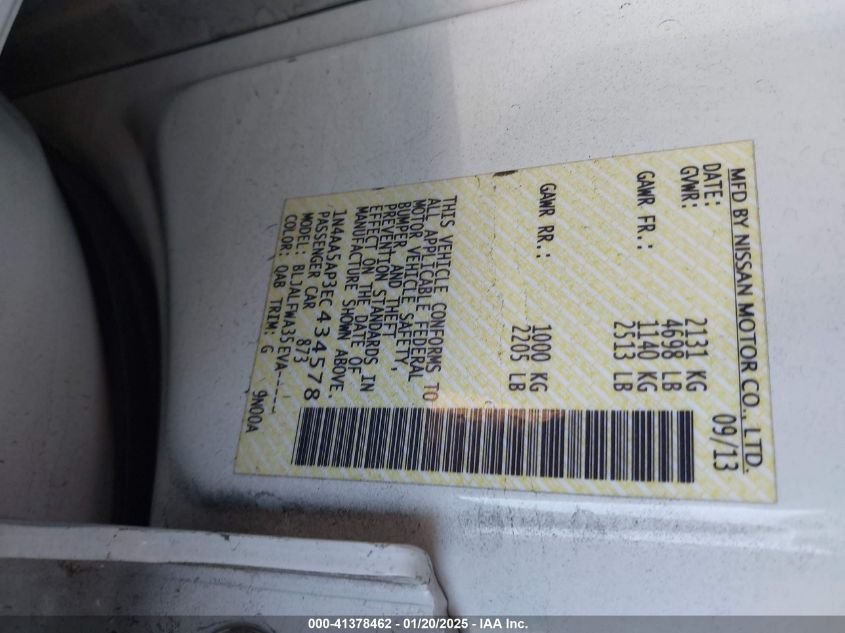 MFD BY NISSAN MOTOR CO., LTD.
DATE: 09/13
GVWR: 2131 KG
4698 LB
GAWR FR.: 1140 KG
2513 LB
GAWR RR.: 1000 KG
2205 LB
THIS VEHICLE CONFORMS TO
ALL APPLICABLE FEDERAL
MOTOR VEHICLE SAFETY,
BUMPER, AND THEFT
PREVENTION STANDARDS IN
EFFECT ON THE DATE OF
MANUFACTURE SHOWN ABOVE.
1N4AA5AP3EC434578
PASSENGER CAR 873
MODEL: BLJALFWA35EVA-----
COLOR: QAB TRIM: G 9N00A
000-41378462 - 01/20/2025 - IAA Inc.